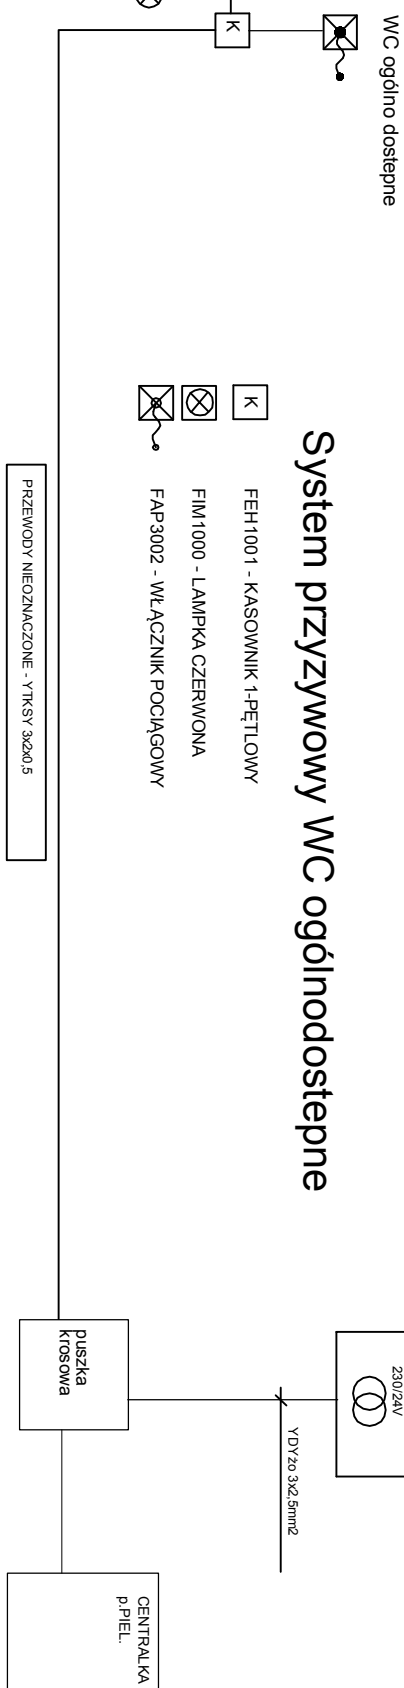 WC ogólno dostepne
K
System przyzywowy WC ogólnodostepne
K
FEH1001 - KASOWNIK 1-PĘTLOWY
FIM1000 - LAMPKA CZERWONA
FAP3002 - WŁĄCZNIK POCIĄGOWY
PRZEWODY NIEOZNACZONE - YTKSY 3x2x0,5
230/24V
YDYżo 3x2,5mm2
puszka
krosowa
CENTRALKA
p.PIEL.